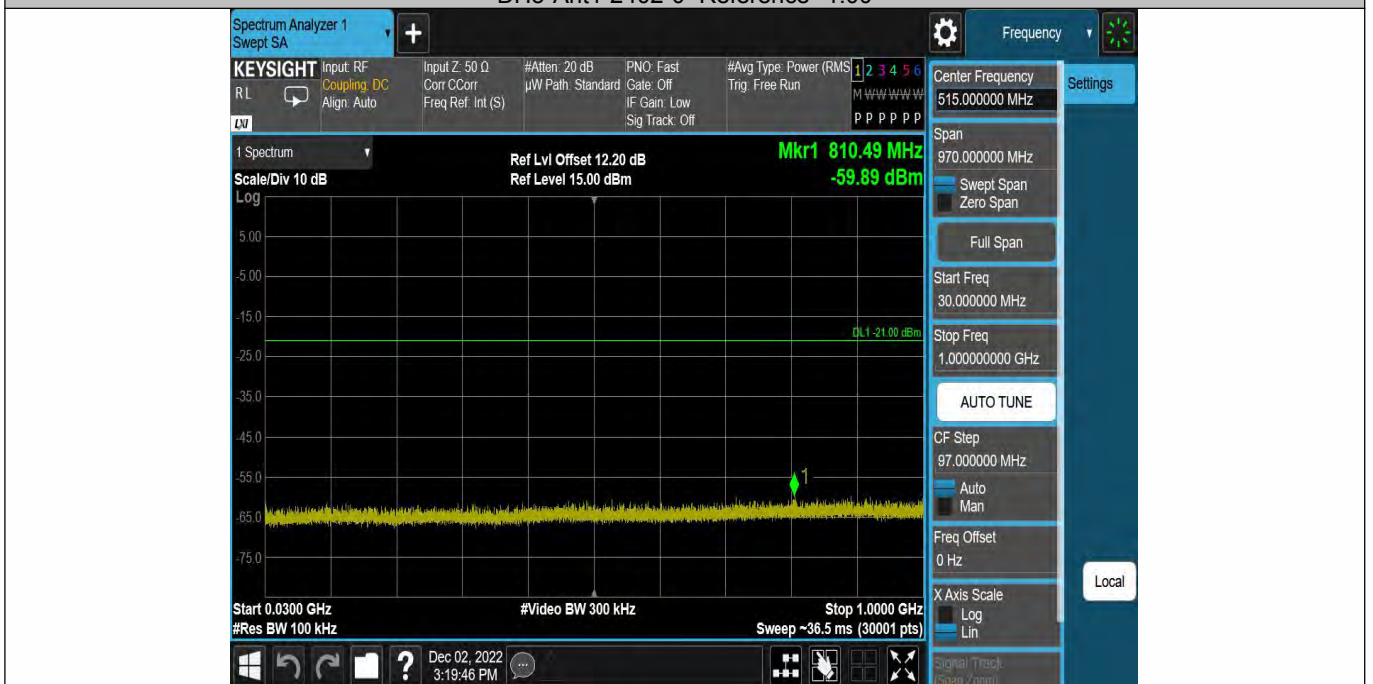 Spectrum Analyzer 1
Swept SA
+
Frequency
KEYSIGHT
RL
LXI
Input: RF
Coupling: DC
Align: Auto
Input Z: 50 Ω
Corr CCorr
Freq Ref: Int (S)
#Atten: 20 dB
µW Path: Standard
PNO: Fast
Gate: Off
IF Gain: Low
Sig Track: Off
#Avg Type: Power (RMS
Trig: Free Run
1 2 3 4 5 6
M W W W W W
P P P P P P
Center Frequency
515.000000 MHz
Settings
1 Spectrum
Scale/Div 10 dB
Log
Ref Lvl Offset 12.20 dB
Ref Level 15.00 dBm
Mkr1 810.49 MHz
-59.89 dBm
Span
970.000000 MHz
Swept Span
Zero Span
Full Span
Start Freq
30.000000 MHz
Stop Freq
1.000000000 GHz
AUTO TUNE
CF Step
97.000000 MHz
Auto
Man
Freq Offset
0 Hz
X Axis Scale
Log
Lin
Signal Track
(Span Zoom)
Local
5.00
-5.00
-15.0
DL1 -21.00 dBm
-25.0
-35.0
-45.0
-55.0
1
-65.0
-75.0
Start 0.0300 GHz
#Res BW 100 kHz
#Video BW 300 kHz
Stop 1.0000 GHz
Sweep ~36.5 ms (30001 pts)
?
Dec 02, 2022
3:19:46 PM